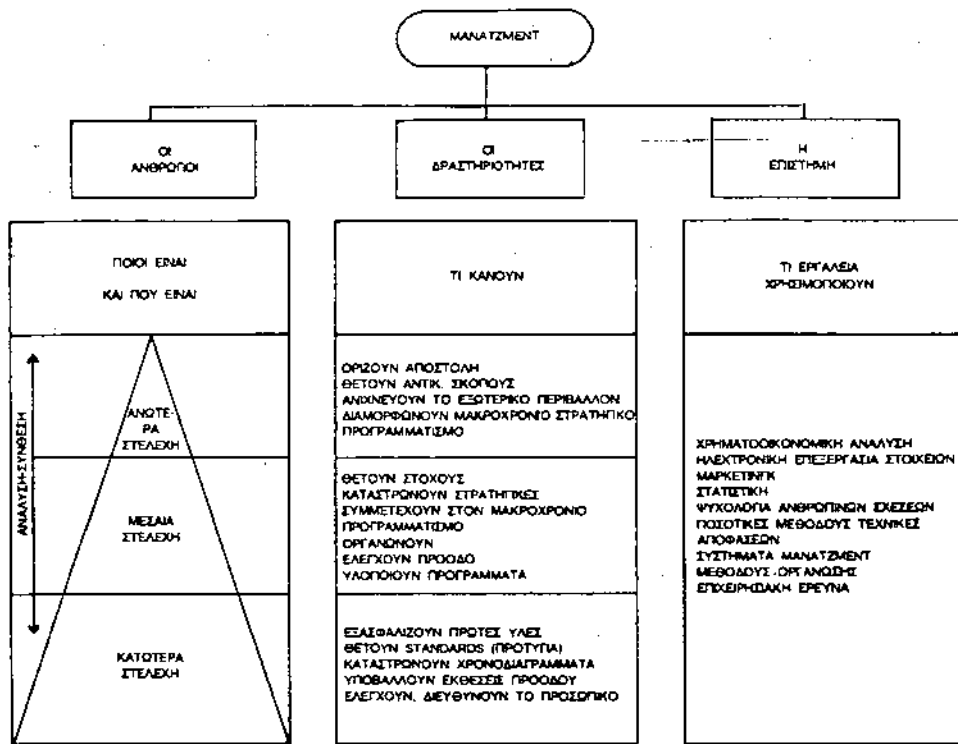 ΜΑΝΑΤΖΜΕΝΤ
ΟΙ
ΑΝΘΡΩΠΟΙ
ΟΙ
ΔΡΑΣΤΗΡΙΟΤΗΤΕΣ
Η
ΕΠΙΣΤΗΜΗ
ΠΟΙΟΙ ΕΙΝΑΙ
ΚΑΙ ΠΟΥ ΕΙΝΑΙ
ΑΝΑΛΥΣΗ-ΣΥΝΘΕΣΗ
ΑΝΩΤΕ-
ΡΑ
ΣΤΕΛΕΧΗ
ΜΕΣΑΙΑ
ΣΤΕΛΕΧΗ
ΚΑΤΩΤΕΡΑ
ΣΤΕΛΕΧΗ
ΤΙ ΚΑΝΟΥΝ
ΟΡΙΖΟΥΝ ΑΠΟΣΤΟΛΗ
ΘΕΤΟΥΝ ΑΝΤΙΚ. ΣΚΟΠΟΥΣ
ΑΝΙΧΝΕΥΟΥΝ ΤΟ ΕΞΩΤΕΡΙΚΟ ΠΕΡΙΒΑΛΛΟΝ
ΔΙΑΜΟΡΦΩΝΟΥΝ ΜΑΚΡΟΧΡΟΝΙΟ ΣΤΡΑΤΗΓΙΚΟ
ΠΡΟΓΡΑΜΜΑΤΙΣΜΟ
ΘΕΤΟΥΝ ΣΤΟΧΟΥΣ
ΚΑΤΑΣΤΡΩΝΟΥΝ ΣΤΡΑΤΗΓΙΚΕΣ
ΣΥΜΜΕΤΕΧΟΥΝ ΣΤΟΝ ΜΑΚΡΟΧΡΟΝΙΟ
ΠΡΟΓΡΑΜΜΑΤΙΣΜΟ
ΟΡΓΑΝΩΝΟΥΝ
ΕΛΕΓΧΟΥΝ ΠΡΟΟΔΟ
ΥΛΟΠΟΙΟΥΝ ΠΡΟΓΡΑΜΜΑΤΑ
ΕΞΑΣΦΑΛΙΖΟΥΝ ΠΡΩΤΕΣ ΥΛΕΣ
ΘΕΤΟΥΝ STANDARDS (ΠΡΟΤΥΠΑ)
ΚΑΤΑΣΤΡΩΝΟΥΝ ΧΡΟΝΟΔΙΑΓΡΑΜΜΑΤΑ
ΥΠΟΒΑΛΛΟΥΝ ΕΚΘΕΣΕΙΣ ΠΡΟΟΔΟΥ
ΕΛΕΓΧΟΥΝ, ΔΙΕΥΘΥΝΟΥΝ ΤΟ ΠΡΟΣΩΠΙΚΟ
ΤΙ ΕΡΓΑΛΕΙΑ
ΧΡΗΣΙΜΟΠΟΙΟΥΝ
ΧΡΗΜΑΤΟΟΙΚΟΝΟΜΙΚΗ ΑΝΑΛΥΣΗ
ΗΛΕΚΤΡΟΝΙΚΗ ΕΠΕΞΕΡΓΑΣΙΑ ΣΤΟΙΧΕΙΩΝ
ΜΑΡΚΕΤΙΝΓΚ
ΣΤΑΤΙΣΤΙΚΗ
ΨΥΧΟΛΟΓΙΑ ΑΝΘΡΩΠΙΝΩΝ ΣΧΕΣΕΩΝ
ΠΟΣΟΤΙΚΕΣ ΜΕΘΟΔΟΥΣ ΤΕΧΝΙΚΕΣ
ΑΠΟΦΑΣΕΩΝ
ΣΥΣΤΗΜΑΤΑ ΜΑΝΑΤΖΜΕΝΤ
ΜΕΘΟΔΟΥΣ-ΟΡΓΑΝΩΣΗΣ
ΕΠΙΧΕΙΡΗΣΙΑΚΗ ΕΡΕΥΝΑ